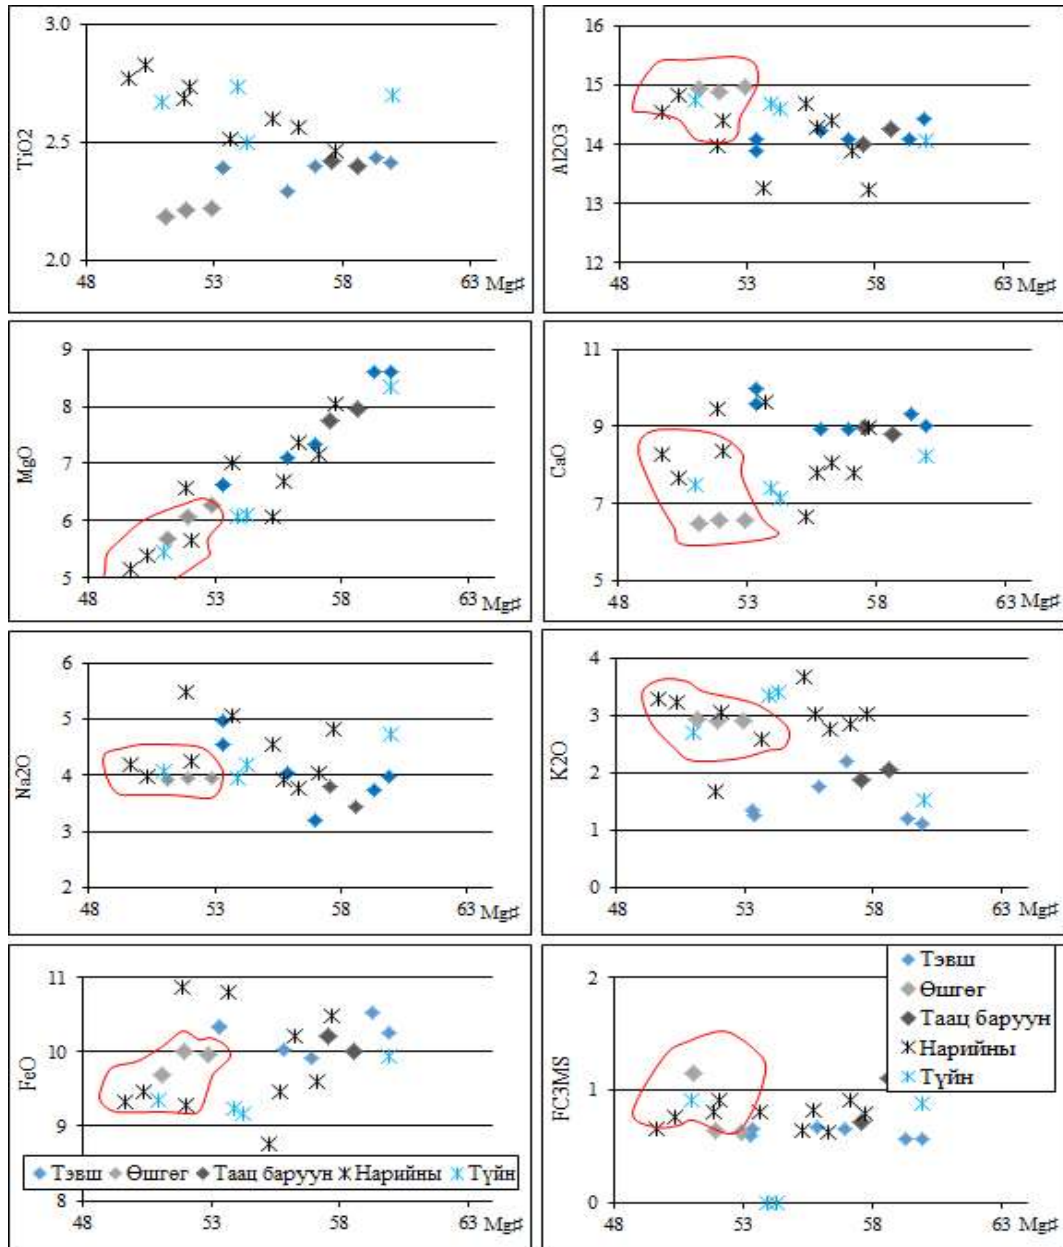 3.0
2.5
2.0
TiO2
48 53 58 63 Mg#
16
15
14
13
12
Al2O3
48 53 58 63 Mg#
9
8
7
6
5
MgO
48 53 58 63 Mg#
11
9
7
5
CaO
48 53 58 63 Mg#
6
5
4
3
2
Na2O
48 53 58 63 Mg#
4
3
2
1
0
K2O
48 53 58 63 Mg#
11
10
9
8
FeO
Тэвш Өшгөг Таац баруун Нарийны Түйн
48 53 58 63 Mg#
2
1
0
FC3MS
Тэвш
Өшгөг
Таац баруун
Нарийны
Түйн
48 53 58 63 Mg#